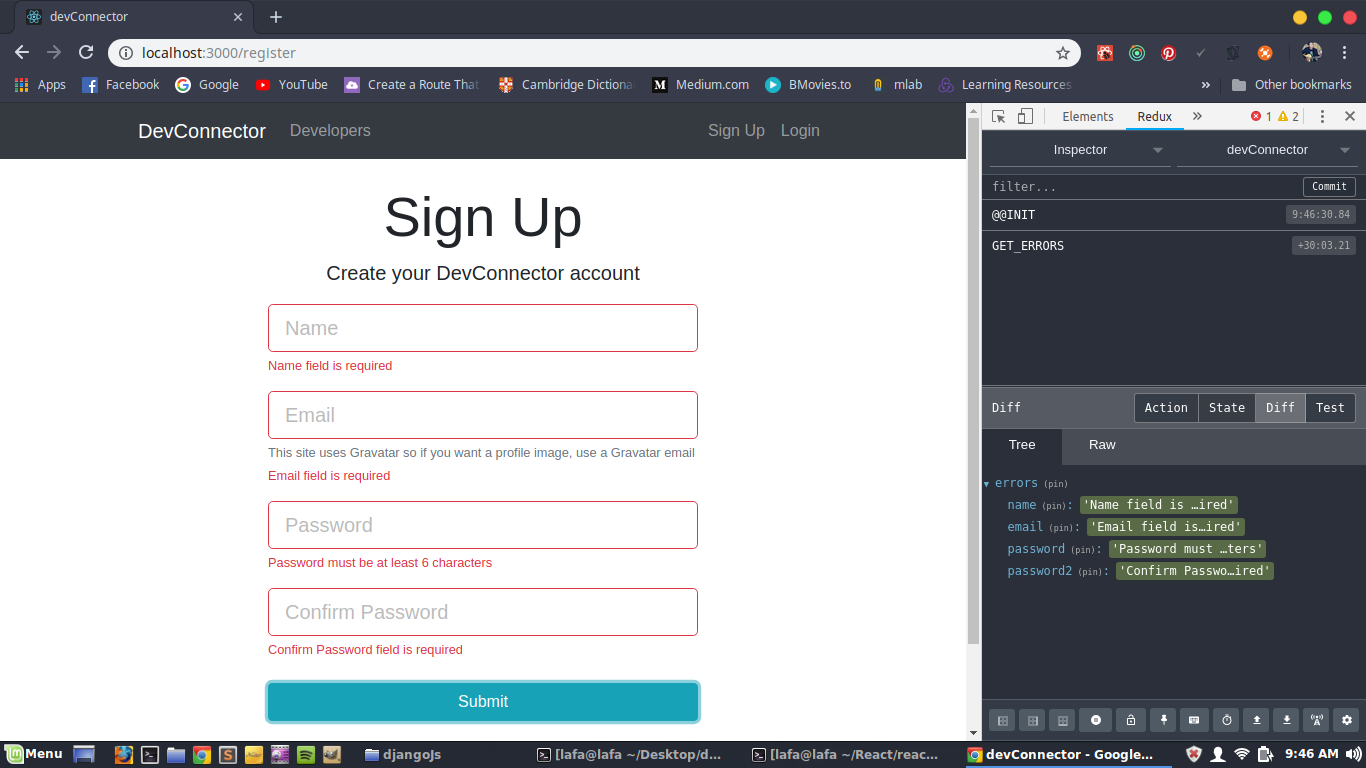 devConnector
localhost:3000/register
Apps Facebook Google YouTube Create a Route That Cambridge Dictiona Medium.com BMovies.to mlab Learning Resources » Other bookmarks
DevConnector Developers Sign Up Login
Sign Up
Create your DevConnector account
Name
Name field is required
Email
This site uses Gravatar so if you want a profile image, use a Gravatar email
Email field is required
Password
Password must be at least 6 characters
Confirm Password
Confirm Password field is required
Submit
Elements Redux » 1 2
Inspector devConnector
filter... Commit
@@INIT 9:46:30.84
GET_ERRORS +30:03.21
Diff Action State Diff Test
Tree Raw
errors (pin)
name (pin): 'Name field is …ired'
email (pin): 'Email field is…ired'
password (pin): 'Password must …ters'
password2 (pin): 'Confirm Passwo…ired'
Menu djangoJs [lafa@lafa ~/Desktop/d... [lafa@lafa ~/React/reac... devConnector - Google... 9:46 AM